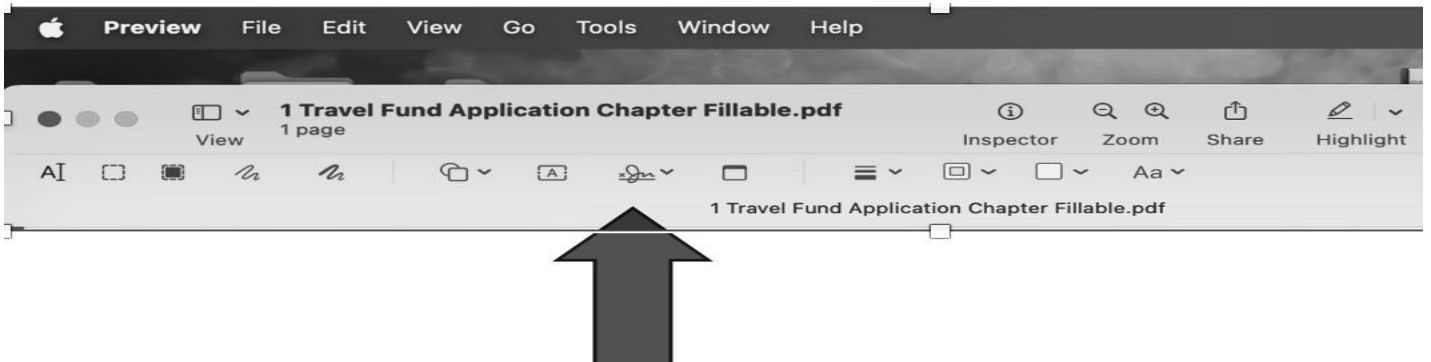 Preview File Edit View Go Tools Window Help
1 Travel Fund Application Chapter Fillable.pdf
1 page
View
Inspector Zoom Share Highlight
AI A Aa
1 Travel Fund Application Chapter Fillable.pdf